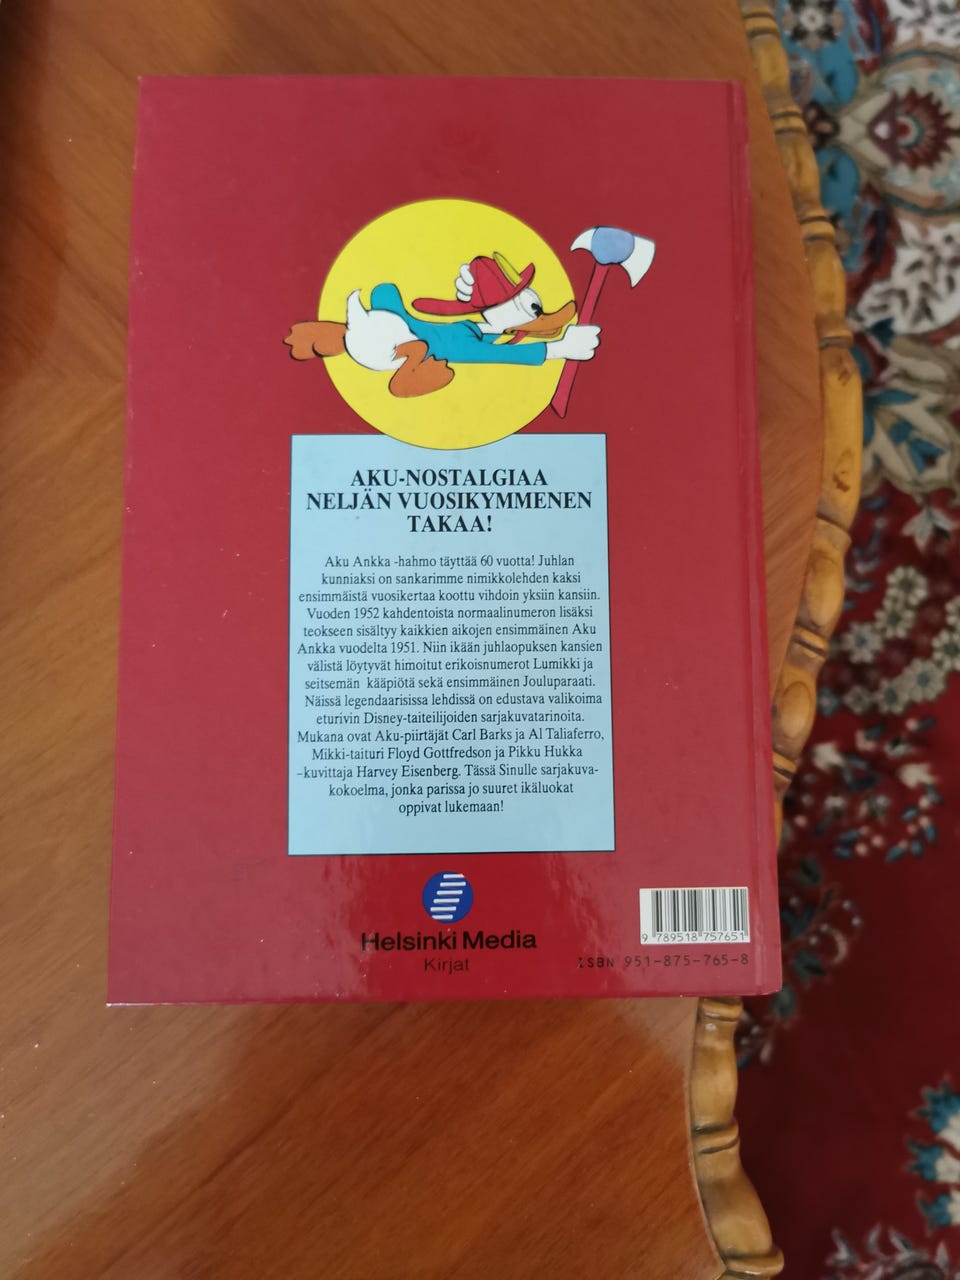 AKU-NOSTALGIAA
NELJÄN VUOSIKYMMENEN
TAKAA!
Aku Ankka -hahmo täyttää 60 vuotta! Juhlan
kunniaksi on sankarimme nimikkolehden kaksi
ensimmäistä vuosikertaa koottu vihdoin yksiin kansiin.
Vuoden 1952 kahdentoista normaalinumeron lisäksi
teokseen sisältyy kaikkien aikojen ensimmäinen Aku
Ankka vuodelta 1951. Niin ikään juhlaopuksen kansien
välistä löytyvät himoitut erikoisnumerot Lumikki ja
seitsemän kääpiötä sekä ensimmäinen Jouluparaati.
Näissä legendaarisissa lehdissä on edustava valikoima
eturivin Disney-taiteilijoiden sarjakuvatarinoita.
Mukana ovat Aku-piirtäjät Carl Barks ja Al Taliaferro,
Mikki-taituri Floyd Gottfredson ja Pikku Hukka
-kuvittaja Harvey Eisenberg. Tässä Sinulle sarjakuva-
kokoelma, jonka parissa jo suuret ikäluokat
oppivat lukemaan!
Helsinki Media
Kirjat
9 789518 757651
ISBN 951-875-765-8